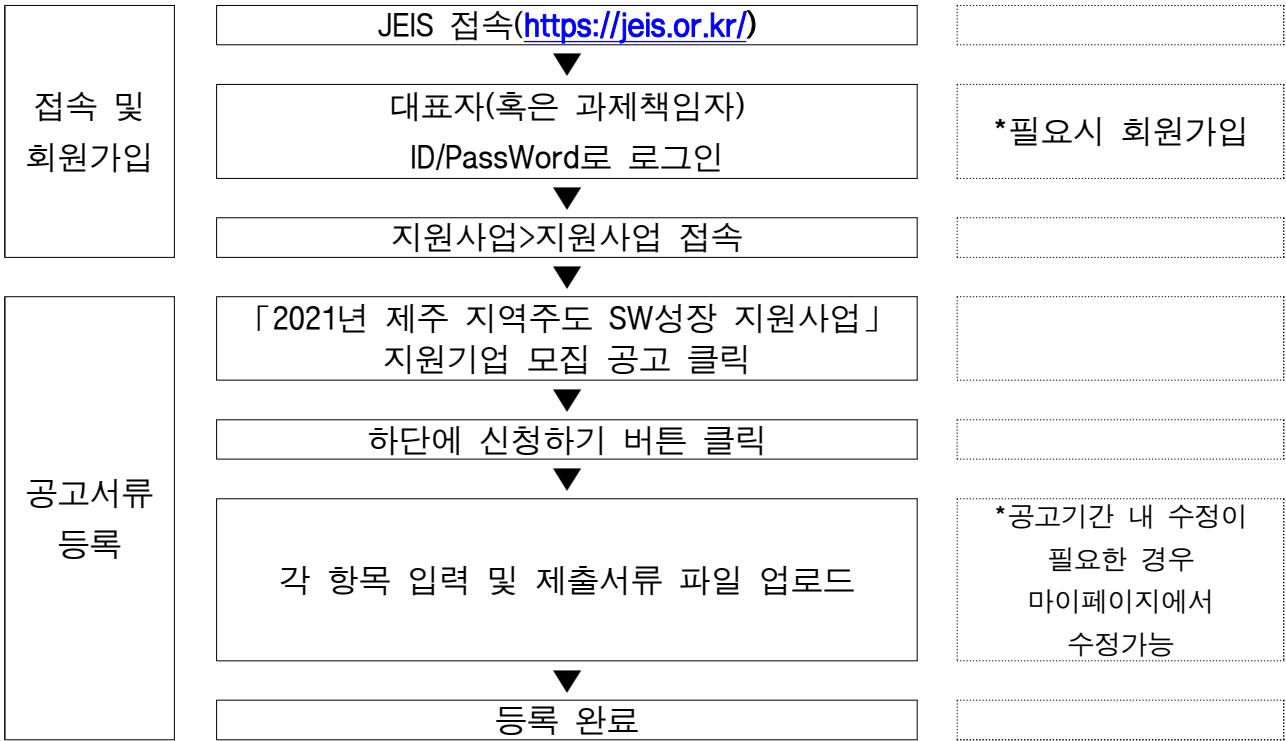 JEIS 접속(https://jeis.or.kr/)
▼
접속 및
회원가입
대표자(혹은 과제책임자)
ID/PassWord로 로그인
*필요시 회원가입
▼
지원사업>지원사업 접속
▼
공고서류
등록
「2021년 제주 지역주도 SW성장 지원사업」
지원기업 모집 공고 클릭
▼
하단에 신청하기 버튼 클릭
▼
각 항목 입력 및 제출서류 파일 업로드
*공고기간 내 수정이
필요한 경우
마이페이지에서
수정가능
▼
등록 완료